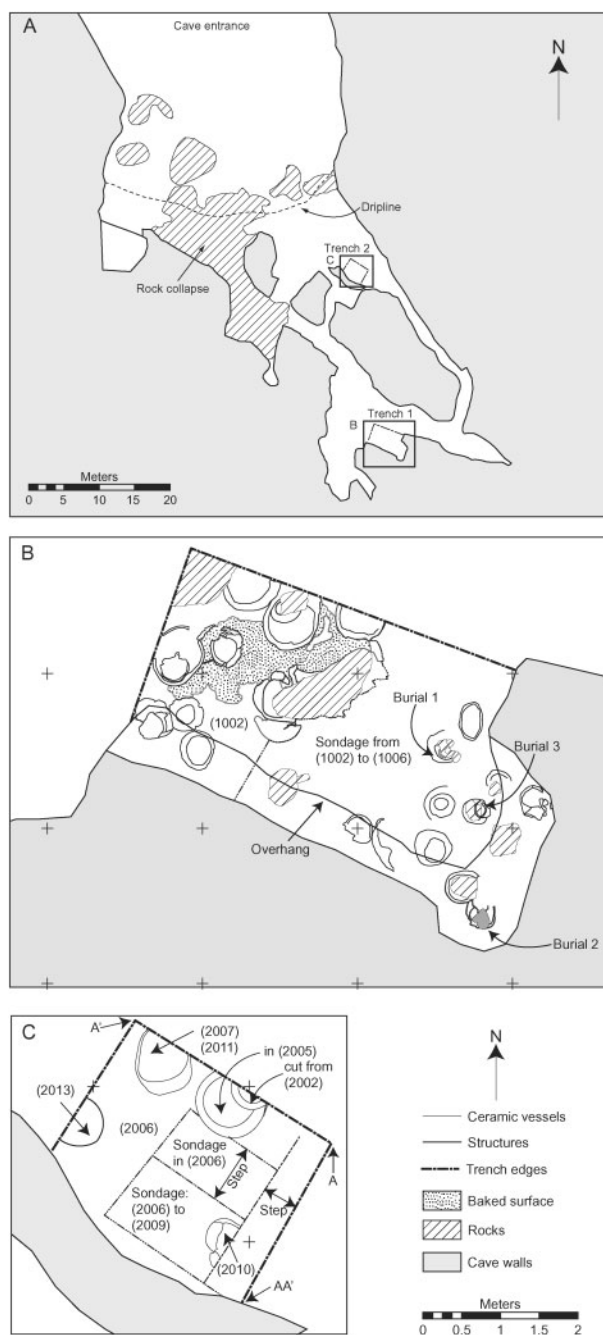 A
Cave entrance
N
Dripline
Trench 2
C
Rock collapse
Trench 1
B
Meters
0 5 10 15 20
B
Burial 1
(1002)
Sondage from
(1002) to (1006)
Burial 3
Overhang
Burial 2
C
A'
(2007)
(2011)
in (2005)
cut from
(2002)
(2013)
(2006)
Sondage
in (2006)
Step
A
Sondage:
(2006) to
(2009)
Step
(2010)
AA'
N
Ceramic vessels
Structures
Trench edges
Baked surface
Rocks
Cave walls
Meters
0 0.5 1 1.5 2